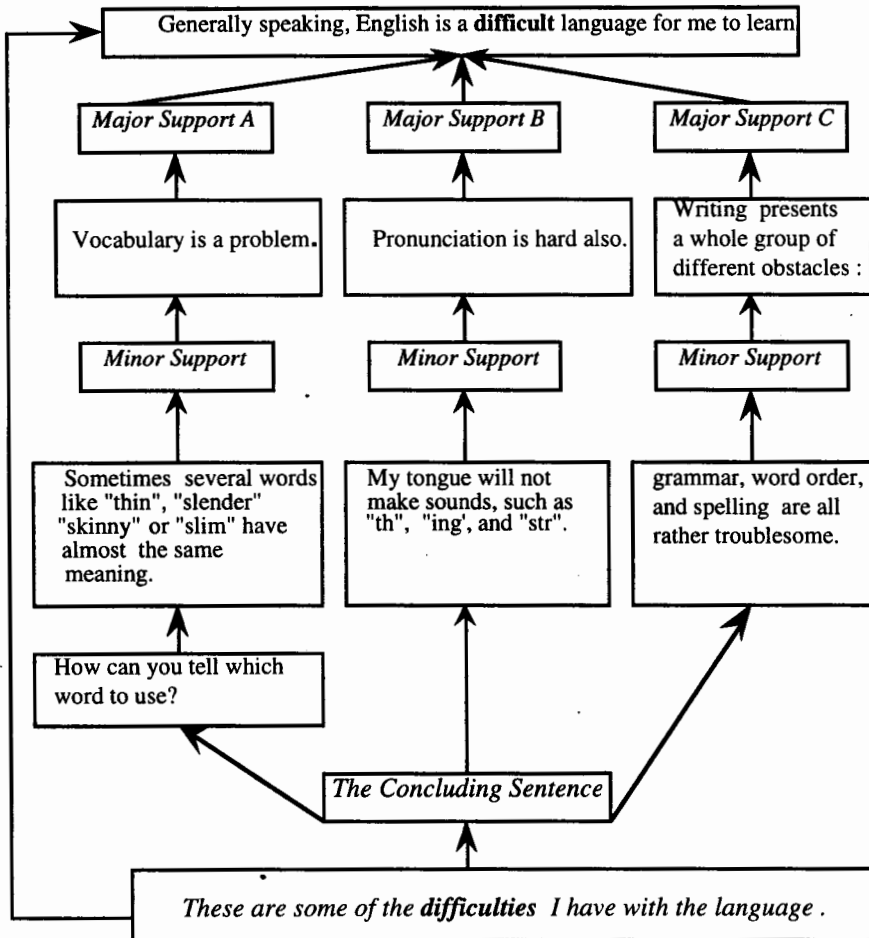 Generally speaking, English is a difficult language for me to learn
Major Support A
Major Support B
Major Support C
Vocabulary is a problem.
Pronunciation is hard also.
Writing presents
a whole group of
different obstacles :
Minor Support
Minor Support
Minor Support
Sometimes several words
like "thin", "slender"
"skinny" or "slim" have
almost the same
meaning.
My tongue will not
make sounds, such as
"th", "ing', and "str".
grammar, word order,
and spelling are all
rather troublesome.
How can you tell which
word to use?
The Concluding Sentence
These are some of the difficulties I have with the language .